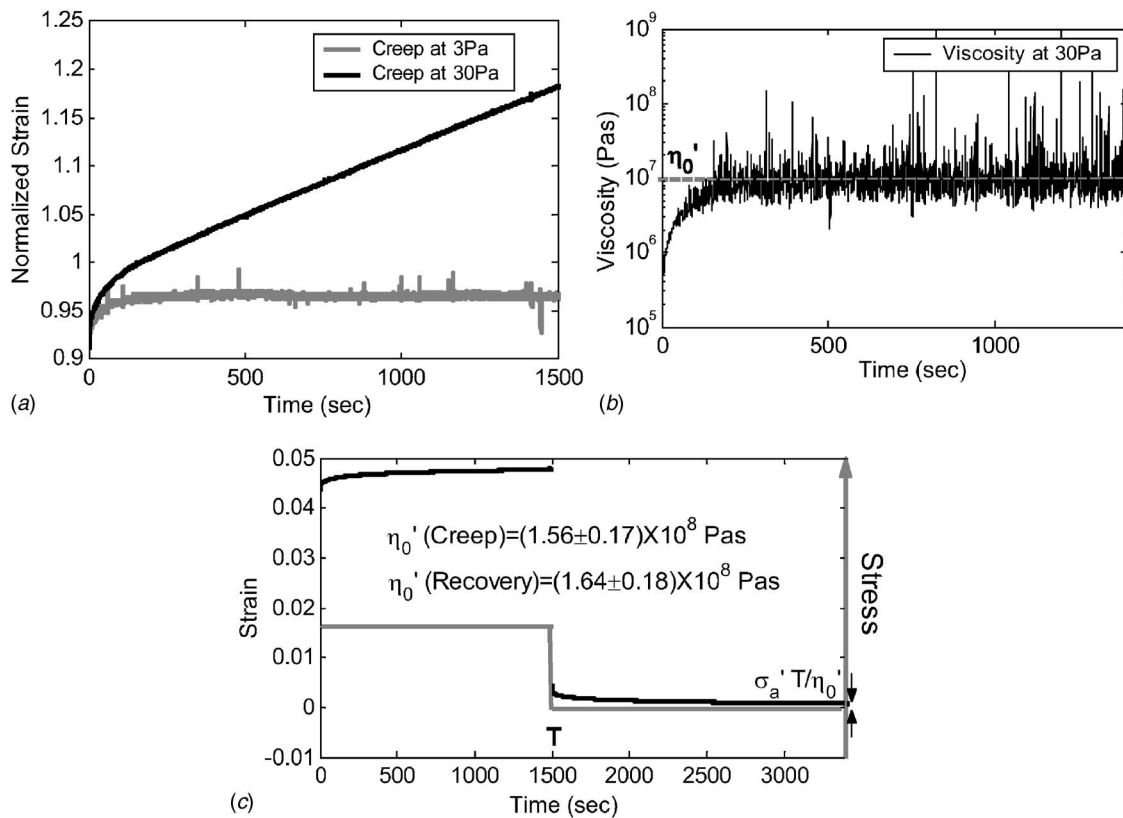 1.25
1.2
1.15
1.1
1.05
1
0.95
0.9
Normalized Strain
Creep at 3Pa
Creep at 30Pa
0 500 1000 1500
Time (sec)
(a)
10⁹
10⁸
10⁷
10⁶
10⁵
Viscosity (Pas)
Viscosity at 30Pa
η₀'
0 500 1000
Time (sec)
(b)
0.05
0.04
0.03
0.02
0.01
0
-0.01
Strain
η₀' (Creep)=(1.56±0.17)X10⁸ Pas
η₀' (Recovery)=(1.64±0.18)X10⁸ Pas
σₐ' T/η₀'
T
Stress
0 500 1000 1500 2000 2500 3000
Time (sec)
(c)